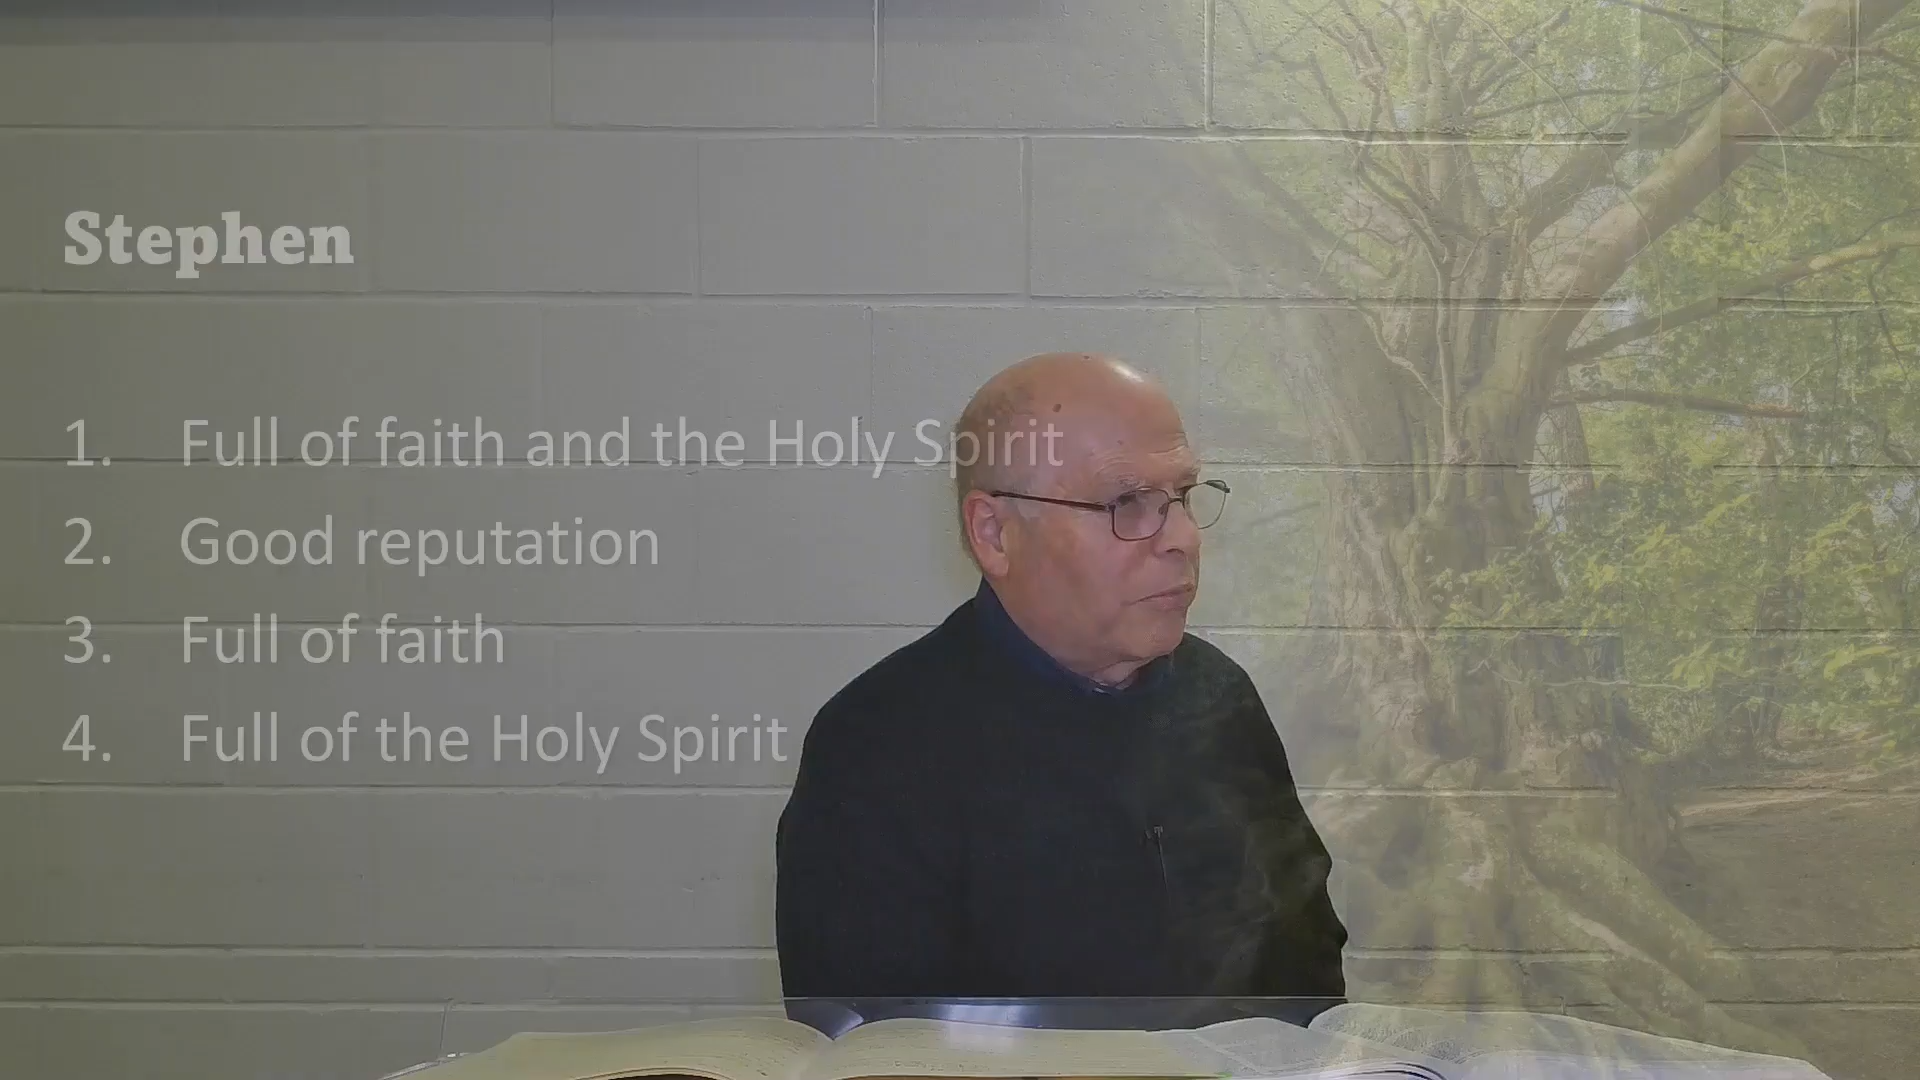 Stephen
1. Full of faith and the Holy Spirit
2. Good reputation
3. Full of faith
4. Full of the Holy Spirit